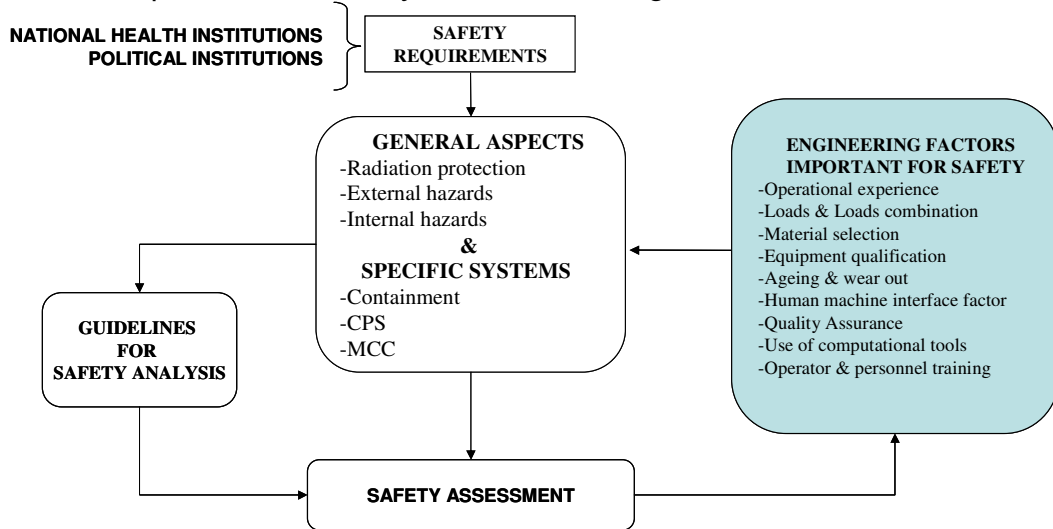 NATIONAL HEALTH INSTITUTIONS
POLITICAL INSTITUTIONS
SAFETY
REQUIREMENTS
GENERAL ASPECTS
-Radiation protection
-External hazards
-Internal hazards
&
SPECIFIC SYSTEMS
-Containment
-CPS
-MCC
ENGINEERING FACTORS
IMPORTANT FOR SAFETY
-Operational experience
-Loads & Loads combination
-Material selection
-Equipment qualification
-Ageing & wear out
-Human machine interface factor
-Quality Assurance
-Use of computational tools
-Operator & personnel training
GUIDELINES
FOR
SAFETY ANALYSIS
SAFETY ASSESSMENT